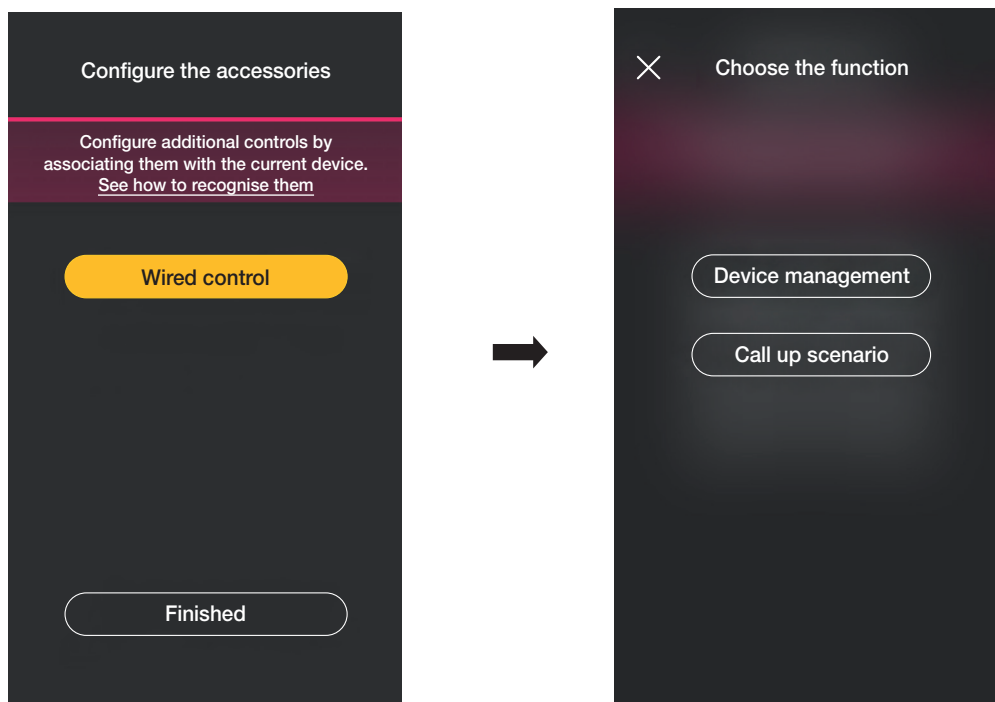 Configure the accessories
Configure additional controls by
associating them with the current device.
See how to recognise them
Wired control
Finished
Choose the function
Device management
Call up scenario